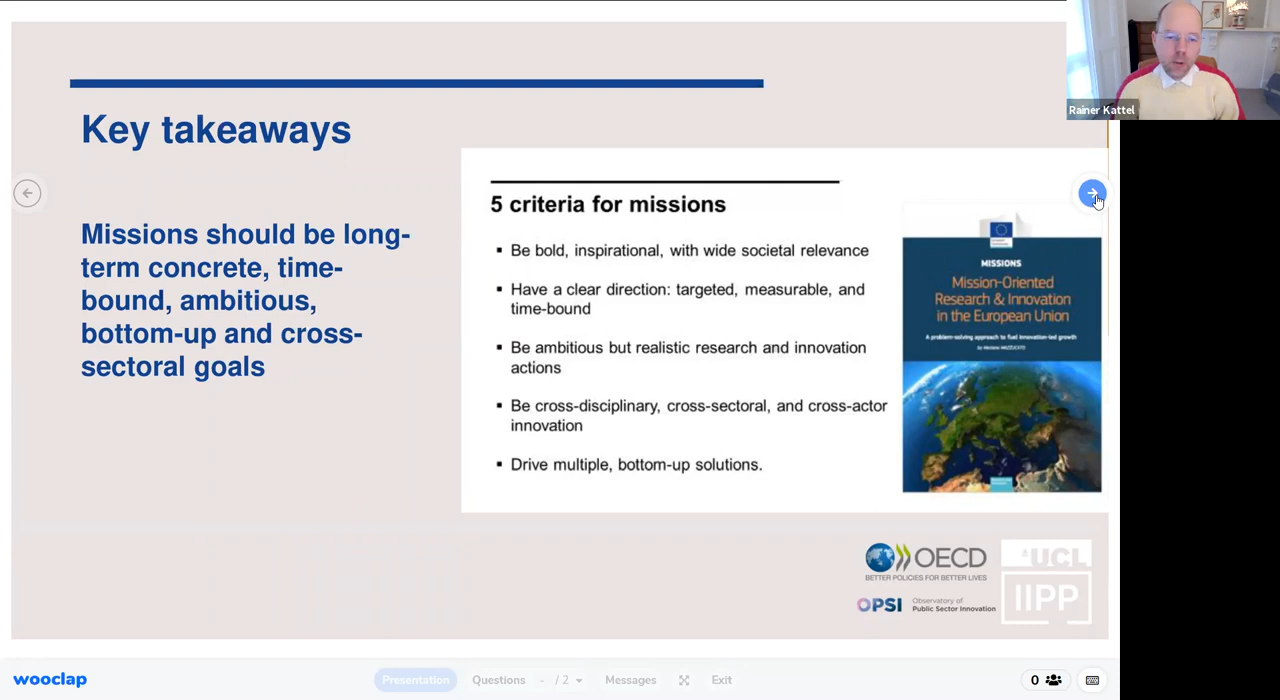 Rainer Kattel
Key takeaways
Missions should be long-
term concrete, time-
bound, ambitious,
bottom-up and cross-
sectoral goals
5 criteria for missions
▪ Be bold, inspirational, with wide societal relevance
▪ Have a clear direction: targeted, measurable, and
time-bound
▪ Be ambitious but realistic research and innovation
actions
▪ Be cross-disciplinary, cross-sectoral, and cross-actor
innovation
▪ Drive multiple, bottom-up solutions.
MISSIONS
Mission-Oriented
Research & Innovation
in the European Union
A problem-solving approach to fuel innovation-led growth
by Mariana MAZZUCATO
OECD
BETTER POLICIES FOR BETTER LIVES
OPSI
Observatory of
Public Sector Innovation
UCL
IIPP
wooclap
Presentation
Questions - / 2
Messages
Exit
0